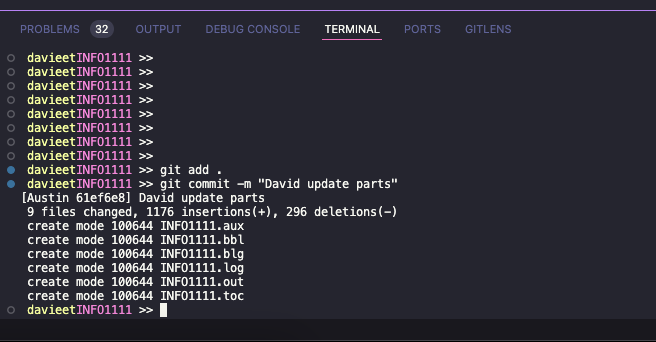 PROBLEMS 32 OUTPUT DEBUG CONSOLE TERMINAL PORTS GITLENS
davieetINFO1111 >>
davieetINFO1111 >>
davieetINFO1111 >>
davieetINFO1111 >>
davieetINFO1111 >>
davieetINFO1111 >>
davieetINFO1111 >>
davieetINFO1111 >>
davieetINFO1111 >> git add .
davieetINFO1111 >> git commit -m "David update parts"
[Austin 61ef6e8] David update parts
9 files changed, 1176 insertions(+), 296 deletions(-)
create mode 100644 INFO1111.aux
create mode 100644 INFO1111.bbl
create mode 100644 INFO1111.blg
create mode 100644 INFO1111.log
create mode 100644 INFO1111.out
create mode 100644 INFO1111.toc
davieetINFO1111 >>